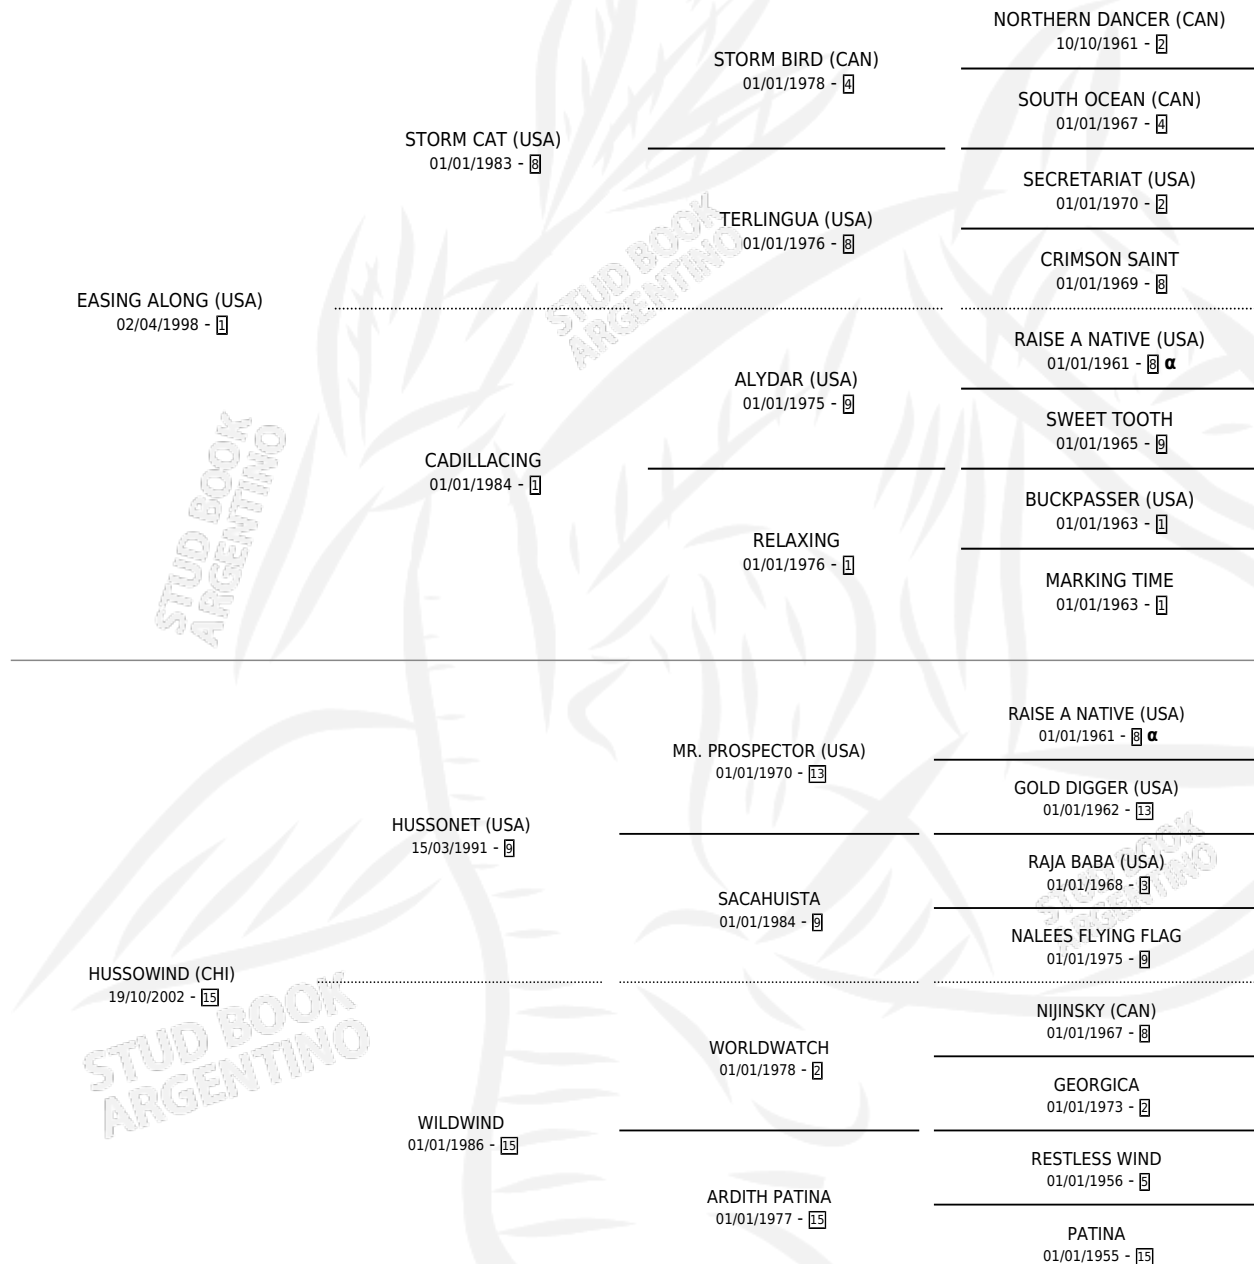 NORTHERN DANCER (CAN)
10/10/1961 - 2
STORM BIRD (CAN)
01/01/1978 - 4
SOUTH OCEAN (CAN)
01/01/1967 - 4
STORM CAT (USA)
01/01/1983 - 8
SECRETARIAT (USA)
01/01/1970 - 2
TERLINGUA (USA)
01/01/1976 - 8
CRIMSON SAINT
01/01/1969 - 8
EASING ALONG (USA)
02/04/1998 - 1
RAISE A NATIVE (USA)
01/01/1961 - 8 α
ALYDAR (USA)
01/01/1975 - 9
SWEET TOOTH
01/01/1965 - 9
CADILLACING
01/01/1984 - 1
BUCKPASSER (USA)
01/01/1963 - 1
RELAXING
01/01/1976 - 1
MARKING TIME
01/01/1963 - 1
STUD BOOK
ARGENTINO
STUD BOOK
ARGENTINO
RAISE A NATIVE (USA)
01/01/1961 - 8 α
MR. PROSPECTOR (USA)
01/01/1970 - 13
GOLD DIGGER (USA)
01/01/1962 - 13
HUSSONET (USA)
15/03/1991 - 9
RAJA BABA (USA)
01/01/1968 - 3
SACAHUISTA
01/01/1984 - 9
NALEES FLYING FLAG
01/01/1975 - 9
HUSSOWIND (CHI)
19/10/2002 - 15
NIJINSKY (CAN)
01/01/1967 - 8
WORLDWATCH
01/01/1978 - 2
GEORGICA
01/01/1973 - 2
WILDWIND
01/01/1986 - 15
RESTLESS WIND
01/01/1956 - 5
ARDITH PATINA
01/01/1977 - 15
PATINA
01/01/1955 - 15
STUD BOOK
ARGENTINO
STUD BOOK
ARGENTINO